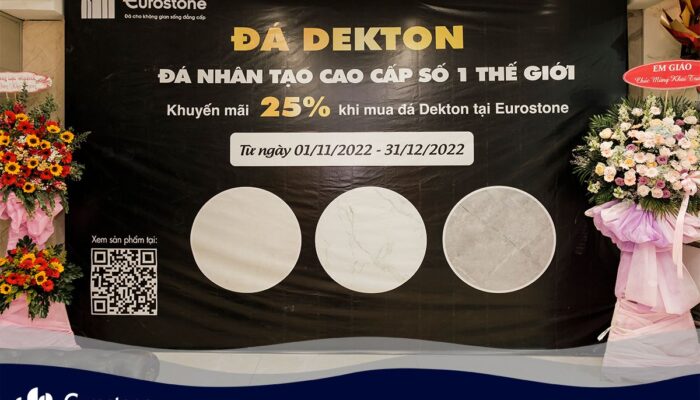 Eurostone
Đá cho không gian sống đẳng cấp
ĐÁ DEKTON
ĐÁ NHÂN TẠO CAO CẤP SỐ 1 THẾ GIỚI
Khuyến mãi 25% khi mua đá Dekton tại Eurostone
Từ ngày 01/11/2022 - 31/12/2022
Xem sản phẩm tại:
EM GIÁO
Chúc Mừng Khai